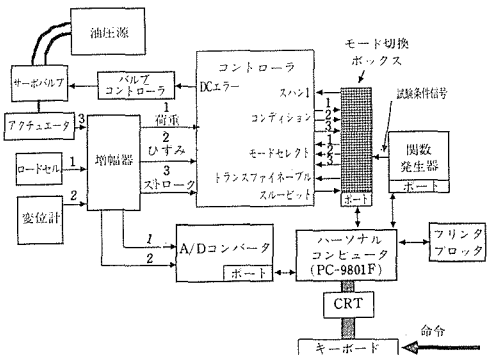 油圧源
サーボバルブ
バルブ
コントローラ
アクチュエータ
ロードセル
変位計
増幅器
3
1
2
1
荷重
2
ひずみ
3
ストローク
コントローラ
DCエラー
スパン1
コンディション
モードセレクト
トランスファイネーブル
スルービット
1
2
3
1
2
3
モード切換
ボックス
ポート
試験条件信号
関数
発生器
ポート
1
2
A/Dコンバータ
ポート
パーソナル
コンピュータ
(PC-9801F)
プリンタ
プロッタ
CRT
キーボード
命令